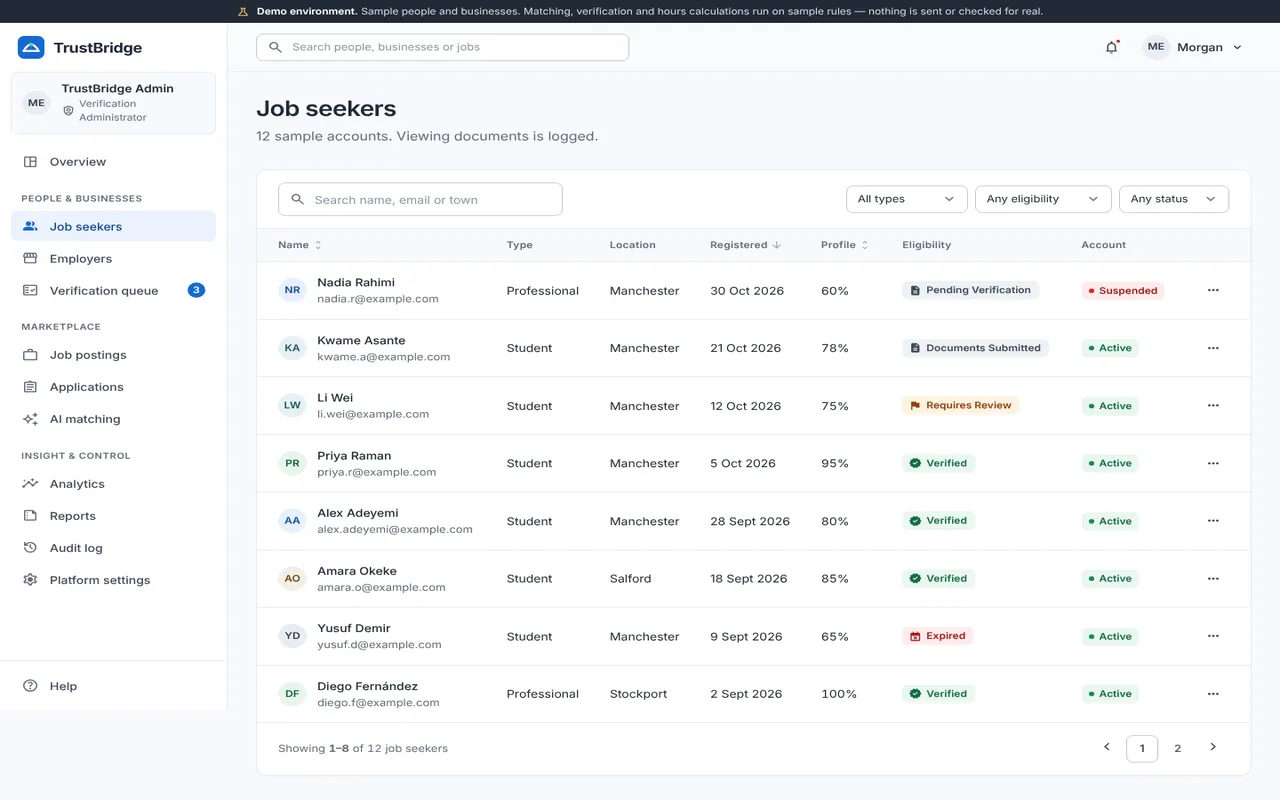 Demo environment. Sample people and businesses. Matching, verification and hours calculations run on sample rules — nothing is sent or checked for real.
TrustBridge
Search people, businesses or jobs
ME Morgan
ME
TrustBridge Admin
Verification
Administrator
Overview
PEOPLE & BUSINESSES
Job seekers
Employers
Verification queue 3
MARKETPLACE
Job postings
Applications
AI matching
INSIGHT & CONTROL
Analytics
Reports
Audit log
Platform settings
Help
Job seekers
12 sample accounts. Viewing documents is logged.
Search name, email or town
All types Any eligibility Any status
Name Type Location Registered Profile Eligibility Account
NR Nadia Rahimi Professional Manchester 30 Oct 2026 60% Pending Verification Suspended
nadia.r@example.com
KA Kwame Asante Student Manchester 21 Oct 2026 78% Documents Submitted Active
kwame.a@example.com
LW Li Wei Student Manchester 12 Oct 2026 75% Requires Review Active
li.wei@example.com
PR Priya Raman Student Manchester 5 Oct 2026 95% Verified Active
priya.r@example.com
AA Alex Adeyemi Student Manchester 28 Sept 2026 80% Verified Active
alex.adeyemi@example.com
AO Amara Okeke Student Salford 18 Sept 2026 85% Verified Active
amara.o@example.com
YD Yusuf Demir Student Manchester 9 Sept 2026 65% Expired Active
yusuf.d@example.com
DF Diego Fernández Professional Stockport 2 Sept 2026 100% Verified Active
diego.f@example.com
Showing 1–8 of 12 job seekers
1 2